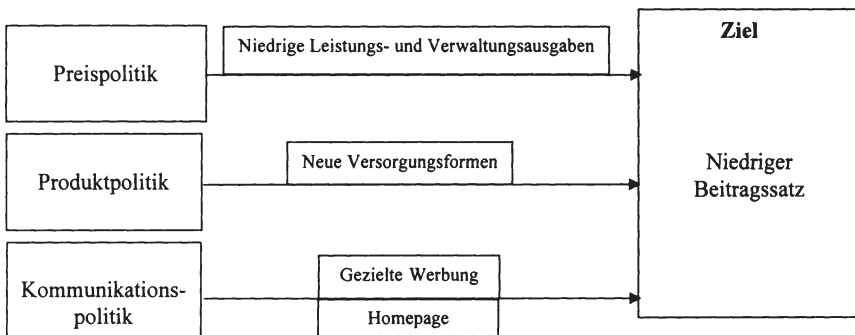 Preispolitik
Niedrige Leistungs- und Verwaltungsausgaben
Produktpolitik
Neue Versorgungsformen
Kommunikations-
politik
Gezielte Werbung
Homepage
Ziel
Niedriger
Beitragssatz